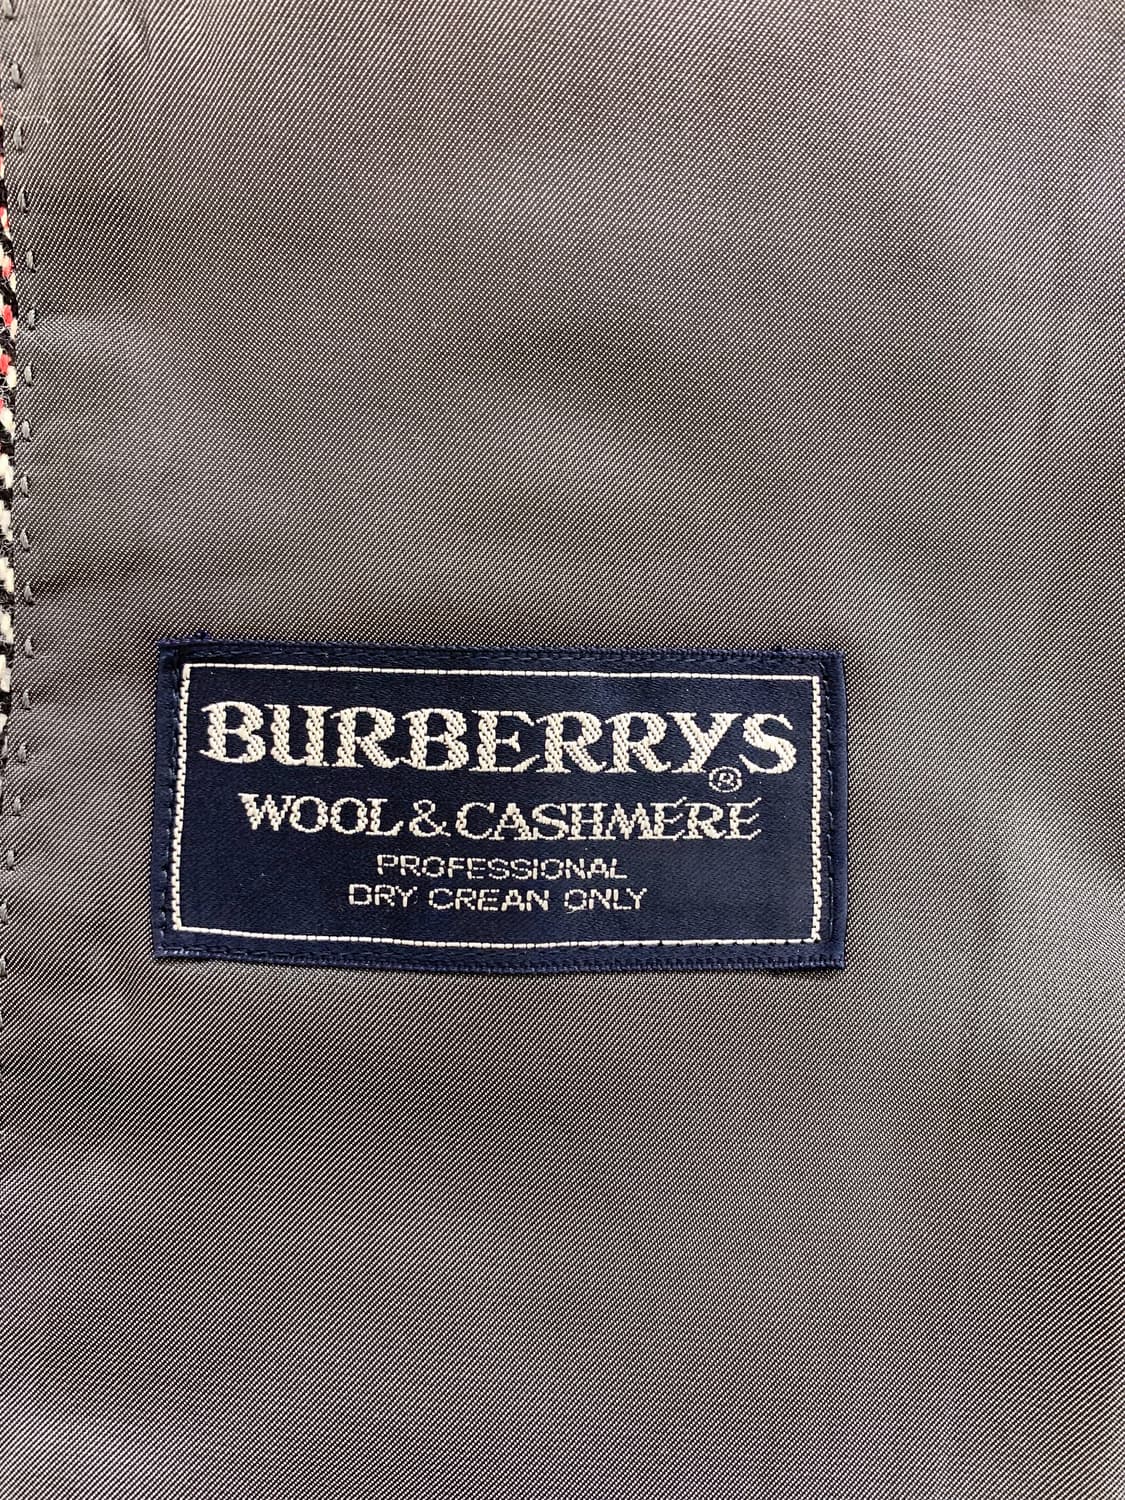 BURBERRYS®
WOOL & CASHMERE
PROFESSIONAL
DRY CREAN ONLY